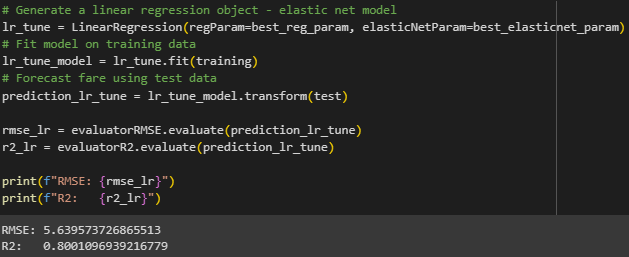 # Generate a linear regression object - elastic net model
lr_tune = LinearRegression(regParam=best_reg_param, elasticNetParam=best_elasticnet_param)
# Fit model on training data
lr_tune_model = lr_tune.fit(training)
# Forecast fare using test data
prediction_lr_tune = lr_tune_model.transform(test)

rmse_lr = evaluatorRMSE.evaluate(prediction_lr_tune)
r2_lr = evaluatorR2.evaluate(prediction_lr_tune)

print(f"RMSE: {rmse_lr}")
print(f"R2:   {r2_lr}")

RMSE: 5.639573726865513
R2:   0.8001096939216779